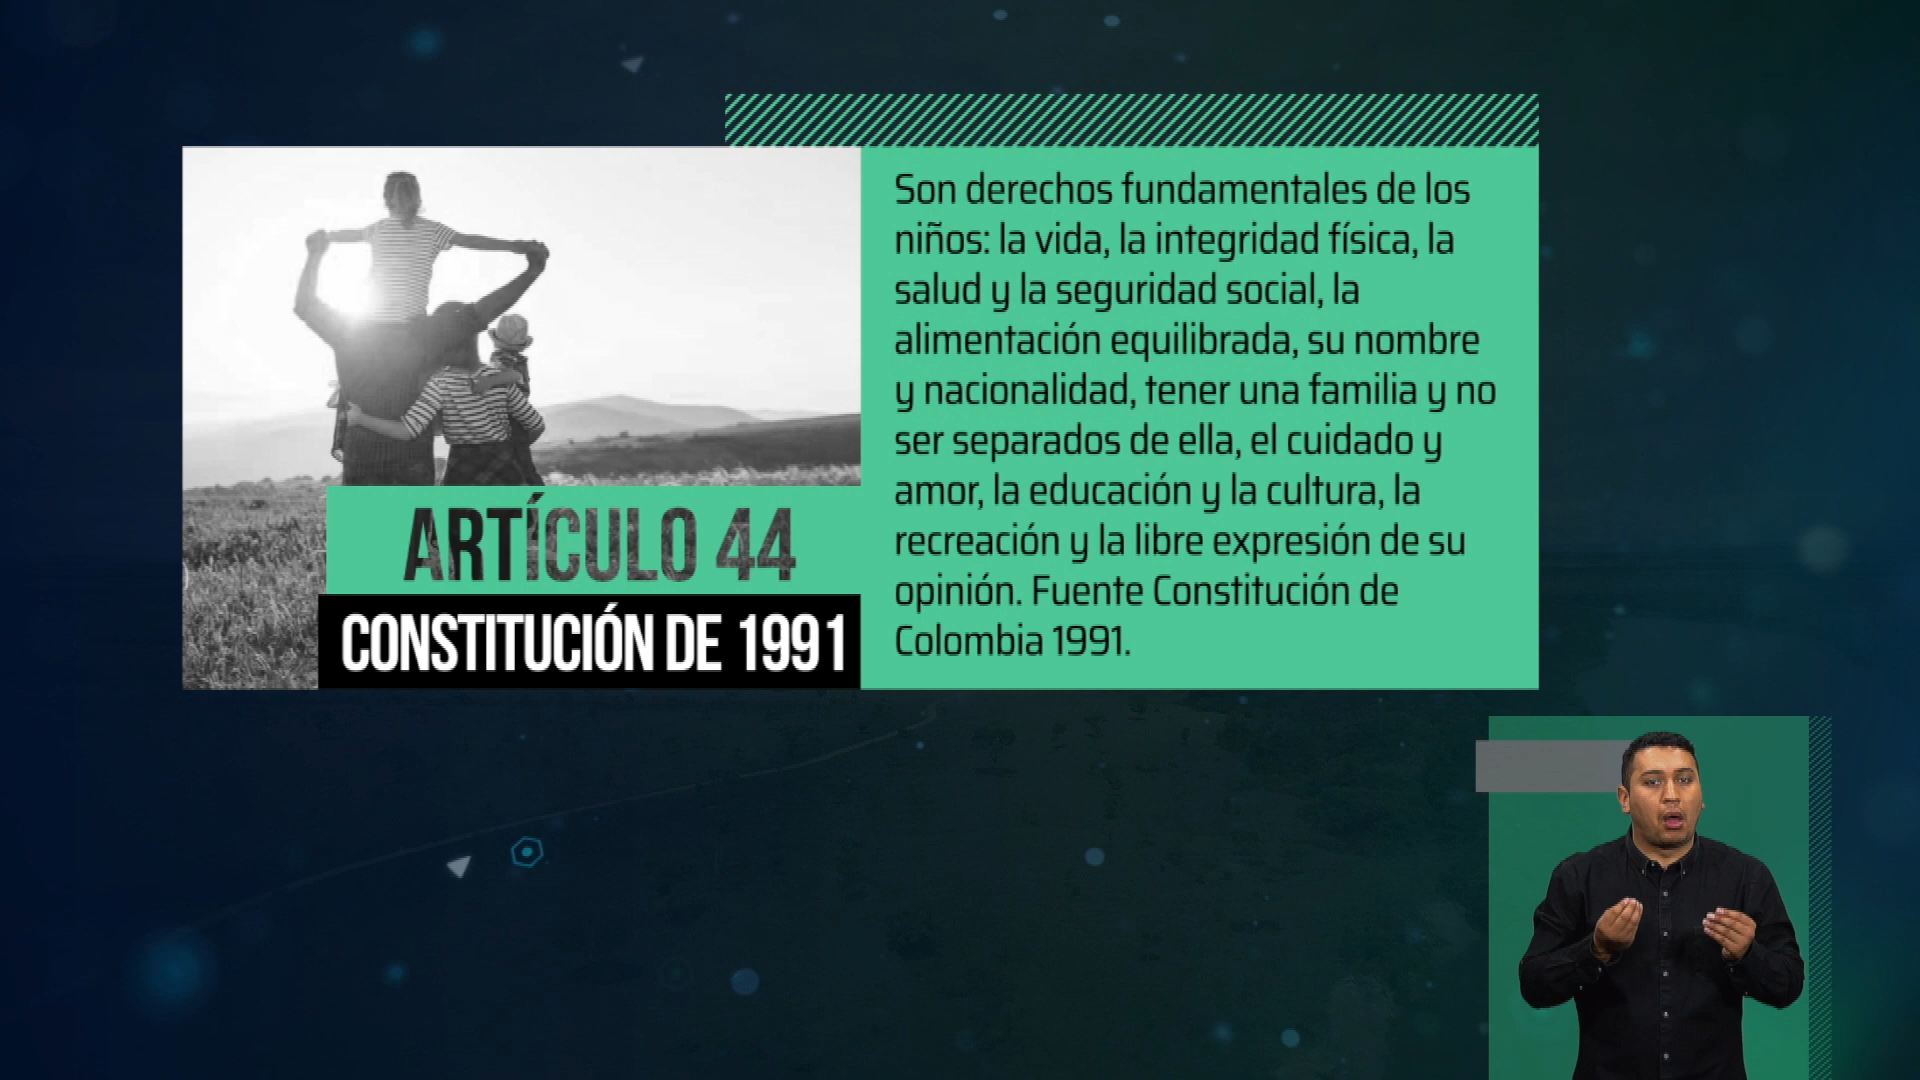 ARTÍCULO 44
CONSTITUCIÓN DE 1991
Son derechos fundamentales de los
niños: la vida, la integridad física, la
salud y la seguridad social, la
alimentación equilibrada, su nombre
y nacionalidad, tener una familia y no
ser separados de ella, el cuidado y
amor, la educación y la cultura, la
recreación y la libre expresión de su
opinión. Fuente Constitución de
Colombia 1991.